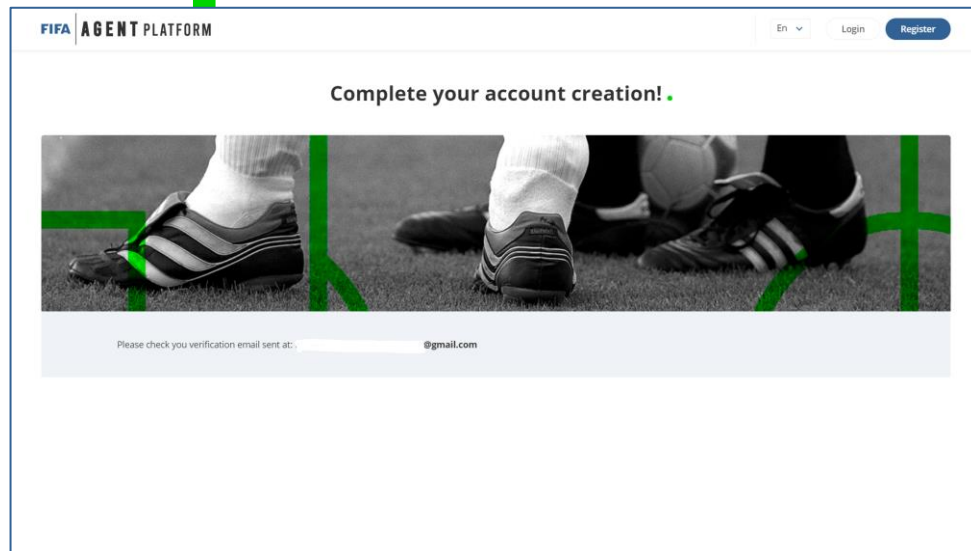 FIFA AGENT PLATFORM
En
Login
Register
Complete your account creation!.
Please check you verification email sent at: @gmail.com